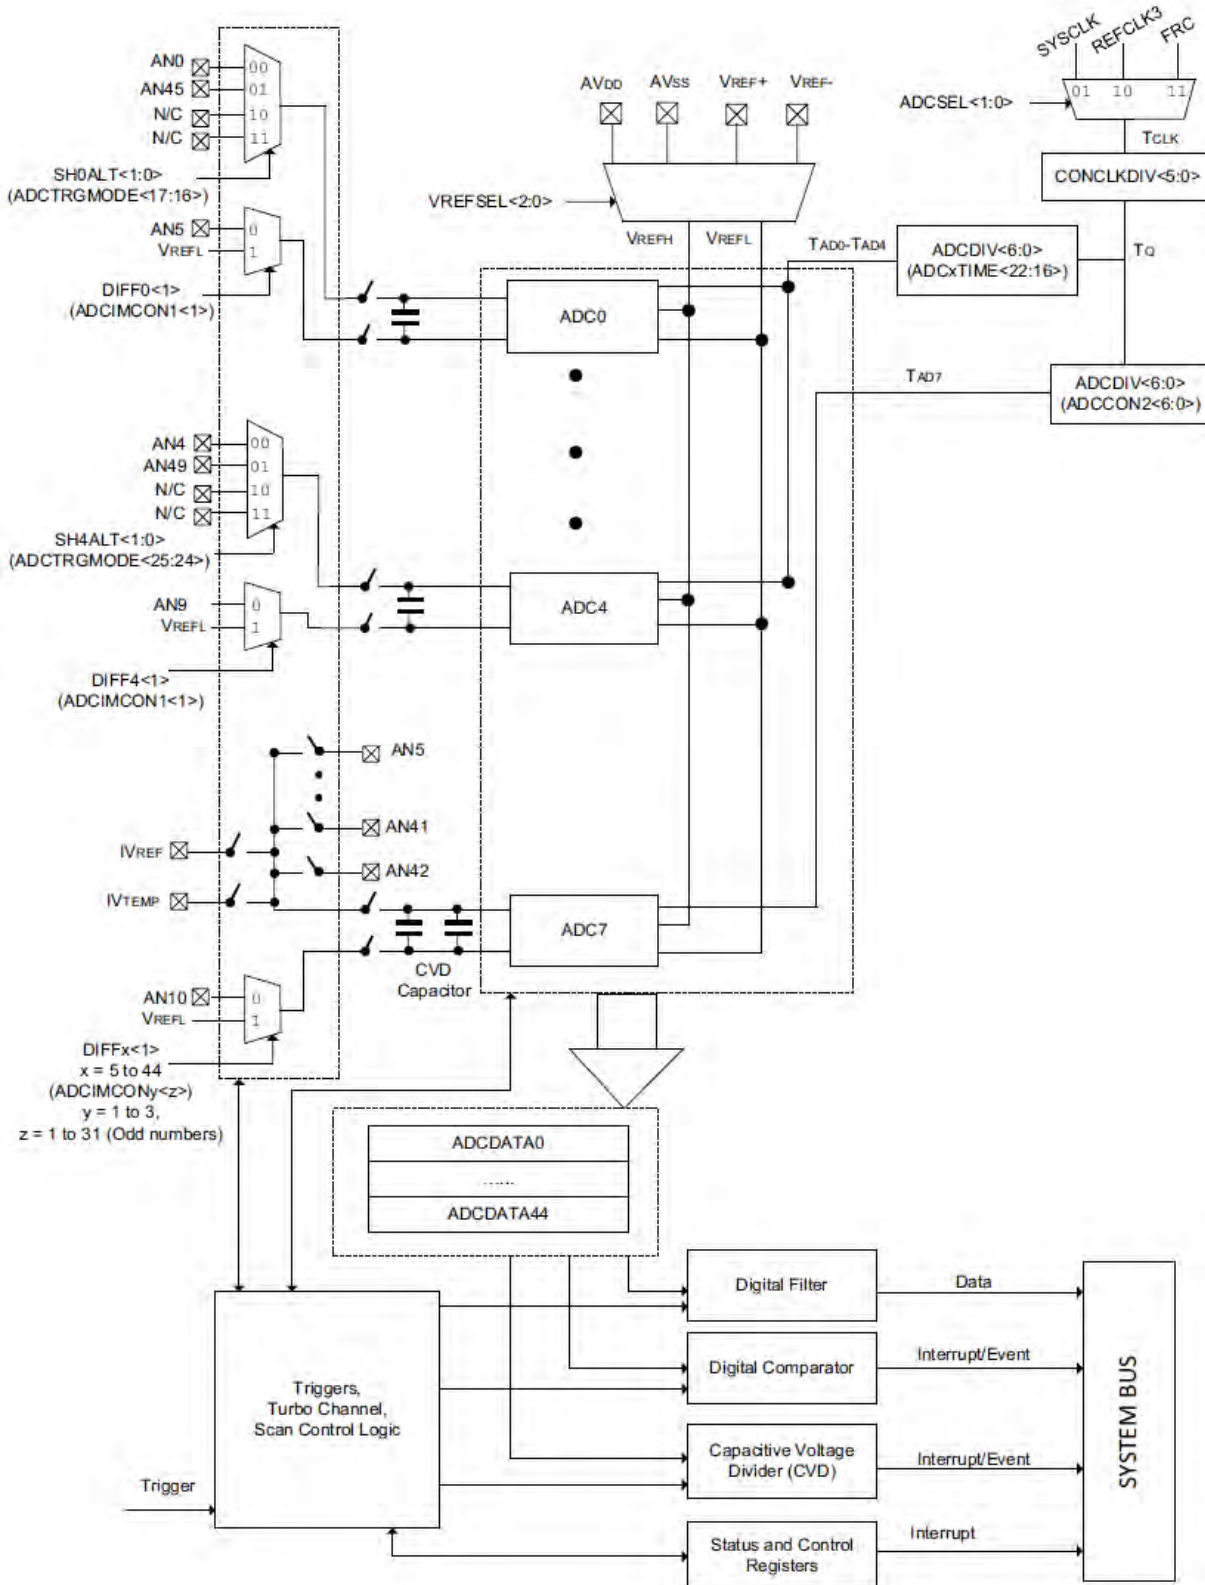 SYSCLK
REFCLK3
FRC
ADCSEL<1:0>
01 10 11
TCLK
CONCLKDIV<5:0>
AN0
AN45
N/C
N/C
00
01
10
11
SH0ALT<1:0>
(ADCTRGMODE<17:16>)
AVDD
AVSS
VREF+
VREF-
VREFSEL<2:0>
VREFH
VREFL
AN5
VREFL
0
1
DIFF0<1>
(ADCIMCON1<1>)
TAD0-TAD4
ADCDIV<6:0>
(ADCxTIME<22:16>)
TQ
ADC0
TAD7
ADCDIV<6:0>
(ADCCON2<6:0>)
AN4
AN49
N/C
N/C
00
01
10
11
SH4ALT<1:0>
(ADCTRGMODE<25:24>)
AN9
VREFL
0
1
ADC4
DIFF4<1>
(ADCIMCON1<1>)
AN5
AN41
IVREF
AN42
IVTEMP
ADC7
CVD
Capacitor
AN10
VREFL
0
1
DIFFx<1>
x = 5 to 44
(ADCIMCONy<z>)
y = 1 to 3,
z = 1 to 31 (Odd numbers)
ADCDATA0
......
ADCDATA44
Triggers,
Turbo Channel,
Scan Control Logic
Trigger
Digital Filter
Data
Digital Comparator
Interrupt/Event
Capacitive Voltage
Divider (CVD)
Interrupt/Event
Status and Control
Registers
Interrupt
SYSTEM BUS